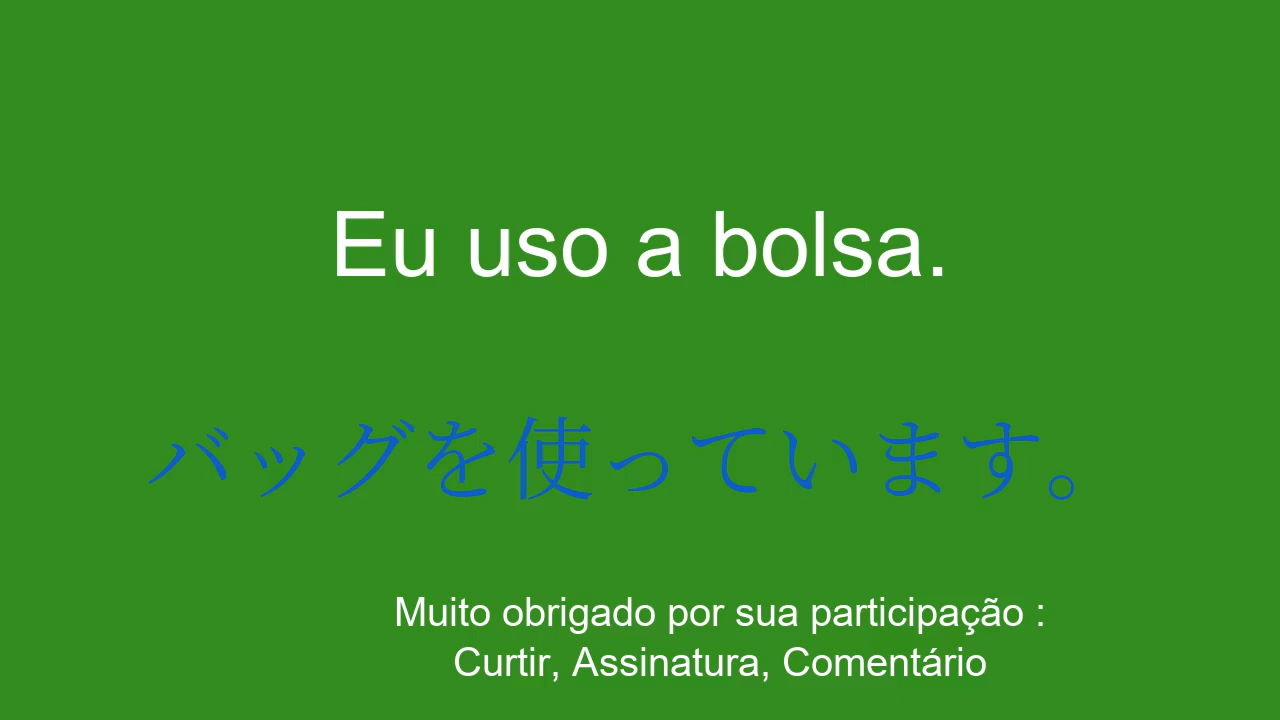 Eu uso a bolsa.
バッグを使っています。
Muito obrigado por sua participação :
Curtir, Assinatura, Comentário